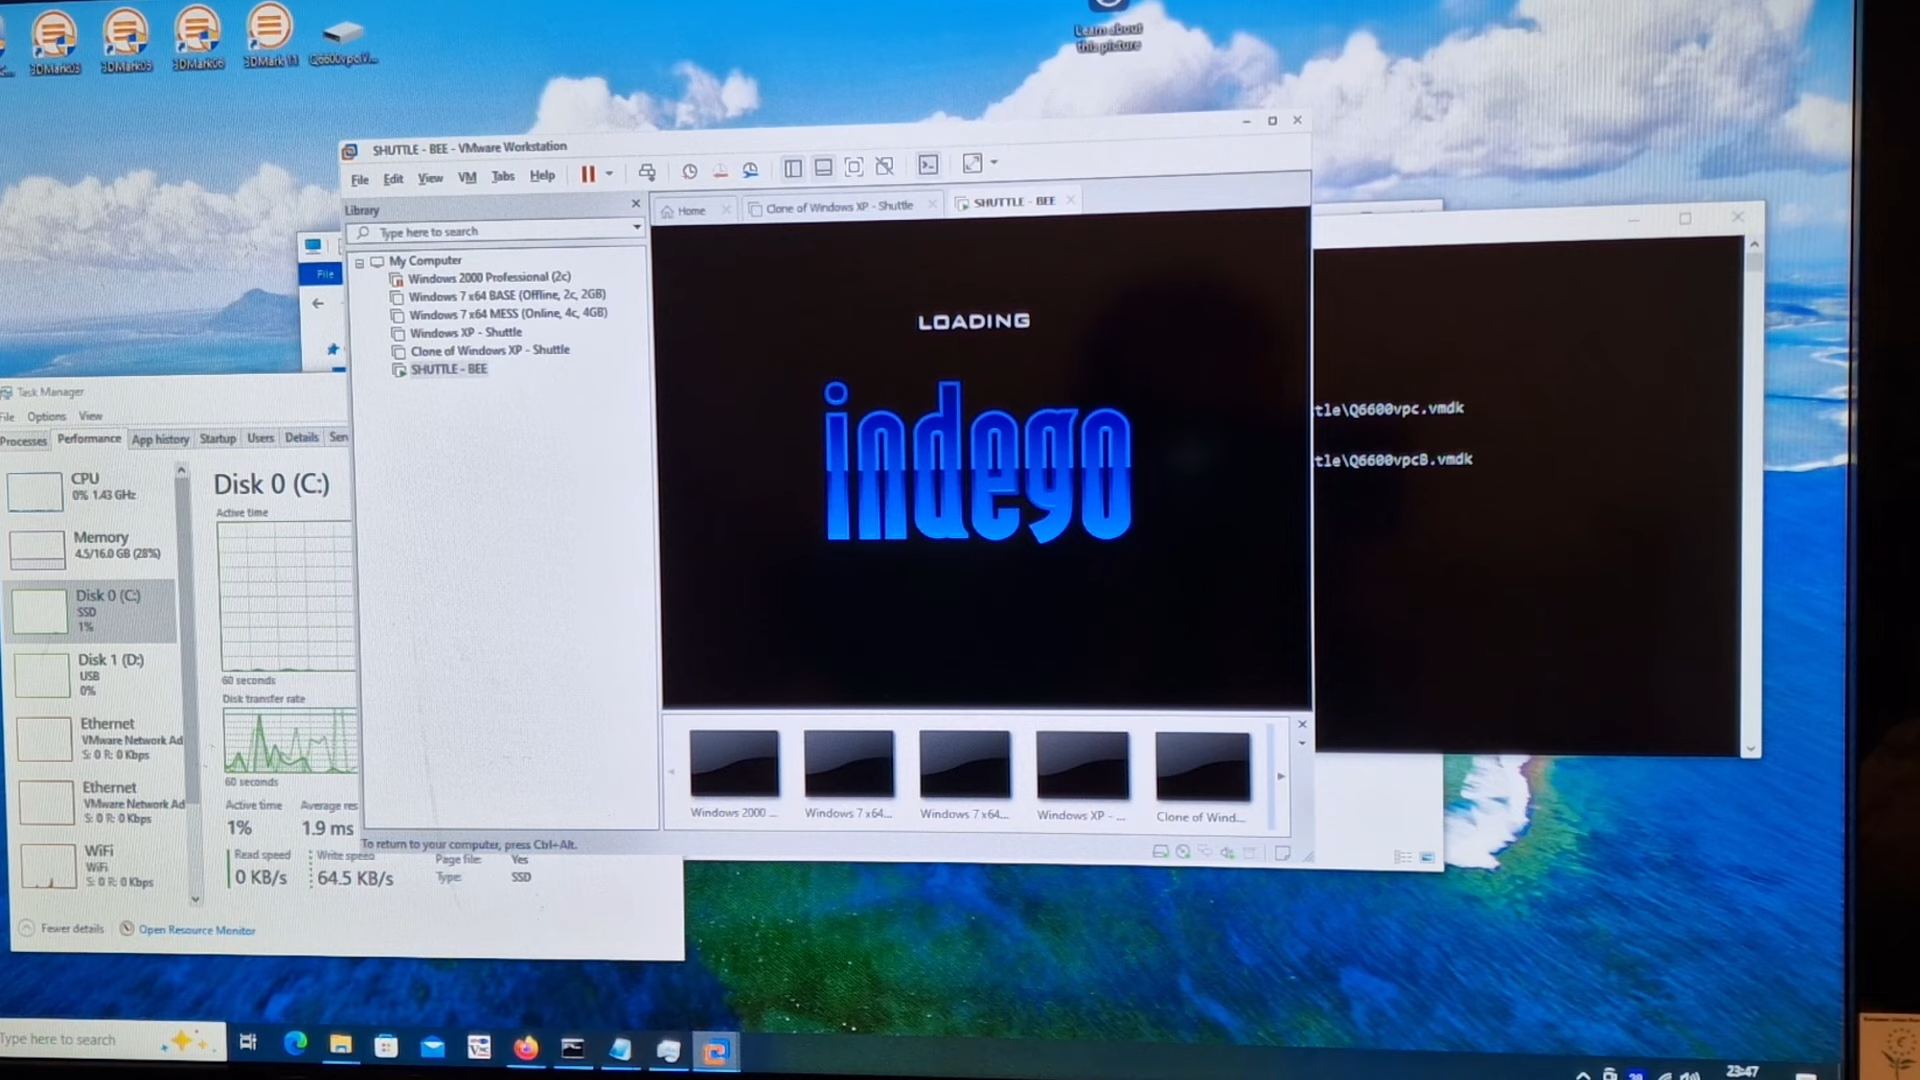 3DMark03
3DMark05
3DMark06
3DMark 11
Q6600vpc.V...
Learn about
this picture
SHUTTLE - BEE - VMware Workstation
File Edit View VM Tabs Help
Library
Type here to search
My Computer
Windows 2000 Professional (2c)
Windows 7 x64 BASE (Offline, 2c, 2GB)
Windows 7 x64 MESS (Online, 4c, 4GB)
Windows XP - Shuttle
Clone of Windows XP - Shuttle
SHUTTLE - BEE
Home
Clone of Windows XP - Shuttle
SHUTTLE - BEE
LOADING
indego
Windows 2000 ...
Windows 7 x64...
Windows 7 x64...
Windows XP - ...
Clone of Wind...
To return to your computer, press Ctrl+Alt.
File
tle\Q6600vpc.vmdk
tle\Q6600vpcB.vmdk
Task Manager
File Options View
Processes Performance App history Startup Users Details Ser
CPU
0% 1.43 GHz
Memory
4.5/16.0 GB (28%)
Disk 0 (C:)
SSD
1%
Disk 1 (D:)
USB
0%
Ethernet
VMware Network Ad
S: 0 R: 0 Kbps
Ethernet
VMware Network Ad
S: 0 R: 0 Kbps
WiFi
WiFi
S: 0 R: 0 Kbps
Disk 0 (C:)
Active time
60 seconds
Disk transfer rate
60 seconds
Active time
1%
Average res
1.9 ms
Read speed
0 KB/s
Write speed
64.5 KB/s
Page file: Yes
Type: SSD
Fewer details
Open Resource Monitor
Type here to search
23:47